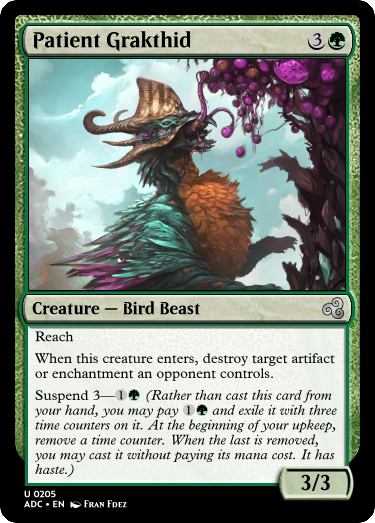 Patient Grakthid 3
Creature — Bird Beast
Reach
When this creature enters, destroy target artifact
or enchantment an opponent controls.
Suspend 3—1 (Rather than cast this card from
your hand, you may pay 1 and exile it with three
time counters on it. At the beginning of your upkeep,
remove a time counter. When the last is removed,
you may cast it without paying its mana cost. It has
haste.)
3/3
U 0205
ADC • EN Fran Fdez